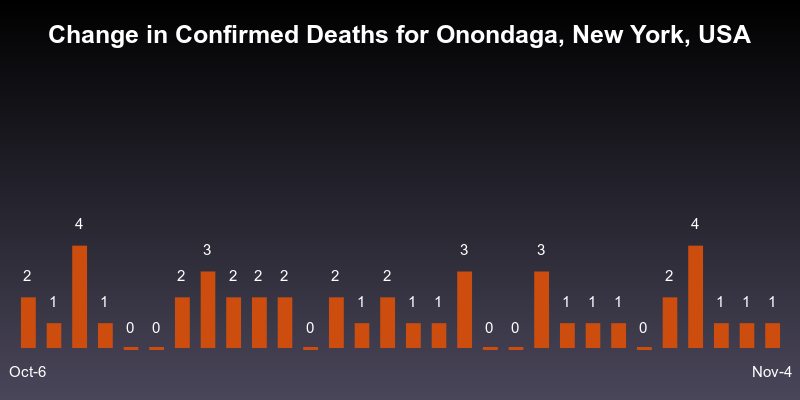 Change in Confirmed Deaths for Onondaga, New York, USA
2 1 4 1 0 0 2 3 2 2 2 0 2 1 2 1 1 3 0 0 3 1 1 1 0 2 4 1 1 1
Oct-6 Nov-4